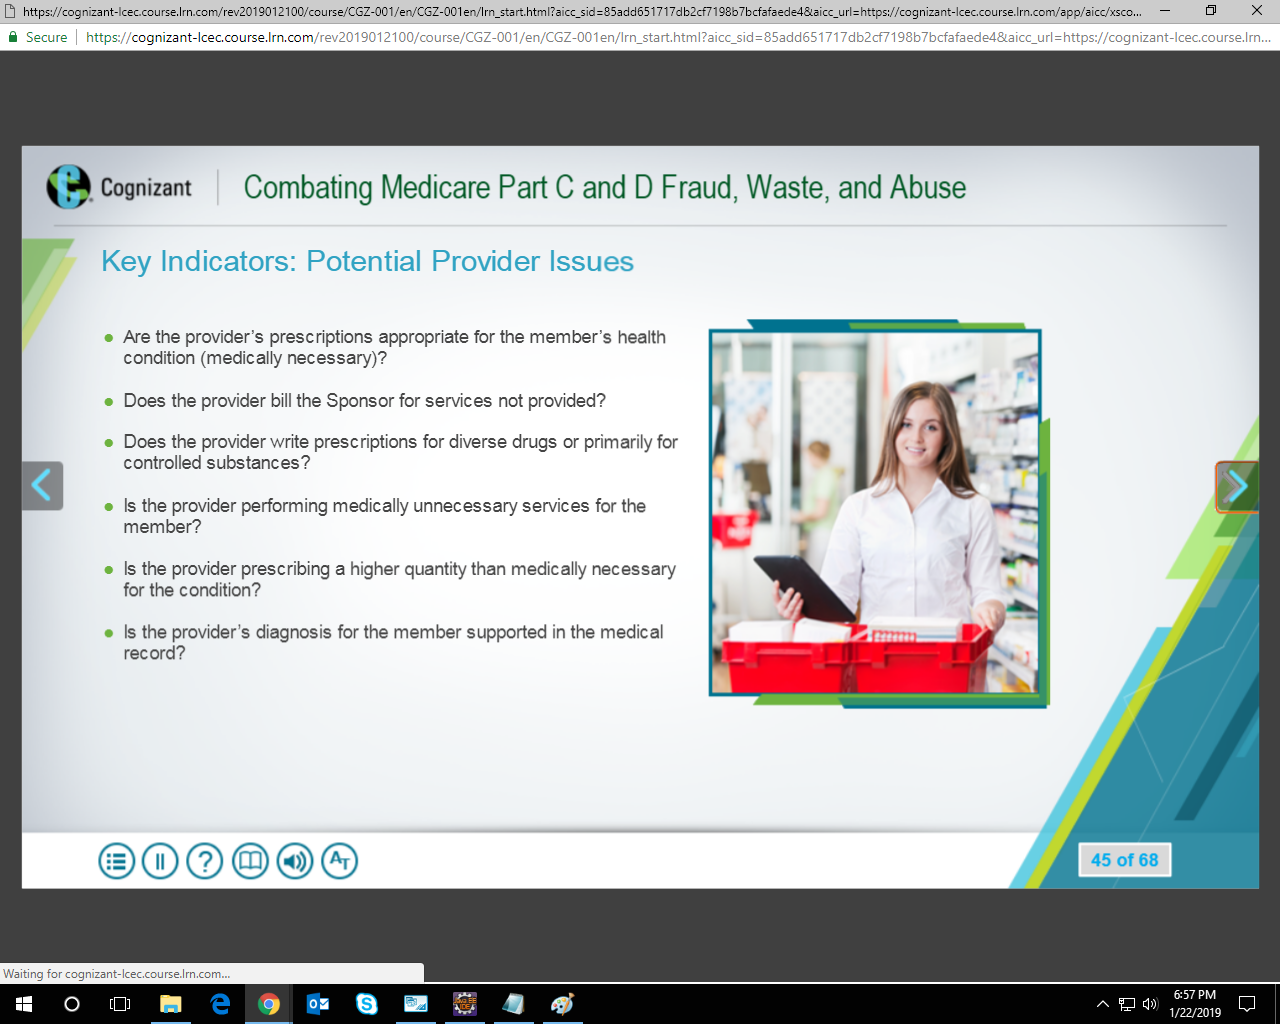 https://cognizant-lcec.course.lrn.com/rev2019012100/course/CGZ-001/en/CGZ-001en/lrn_start.html?aicc_sid=85add651717db2cf7198b7bcfafaede4&aicc_url=https://cognizant-lcec.course.lrn.com/app/aicc/xsco...
Secure https://cognizant-lcec.course.lrn.com/rev2019012100/course/CGZ-001/en/CGZ-001en/lrn_start.html?aicc_sid=85add651717db2cf7198b7bcfafaede4&aicc_url=https://cognizant-lcec.course.lrn...
Cognizant Combating Medicare Part C and D Fraud, Waste, and Abuse
Key Indicators: Potential Provider Issues
Are the provider's prescriptions appropriate for the member's health
condition (medically necessary)?
Does the provider bill the Sponsor for services not provided?
Does the provider write prescriptions for diverse drugs or primarily for
controlled substances?
Is the provider performing medically unnecessary services for the
member?
Is the provider prescribing a higher quantity than medically necessary
for the condition?
Is the provider's diagnosis for the member supported in the medical
record?
45 of 68
Waiting for cognizant-lcec.course.lrn.com...
6:57 PM
1/22/2019